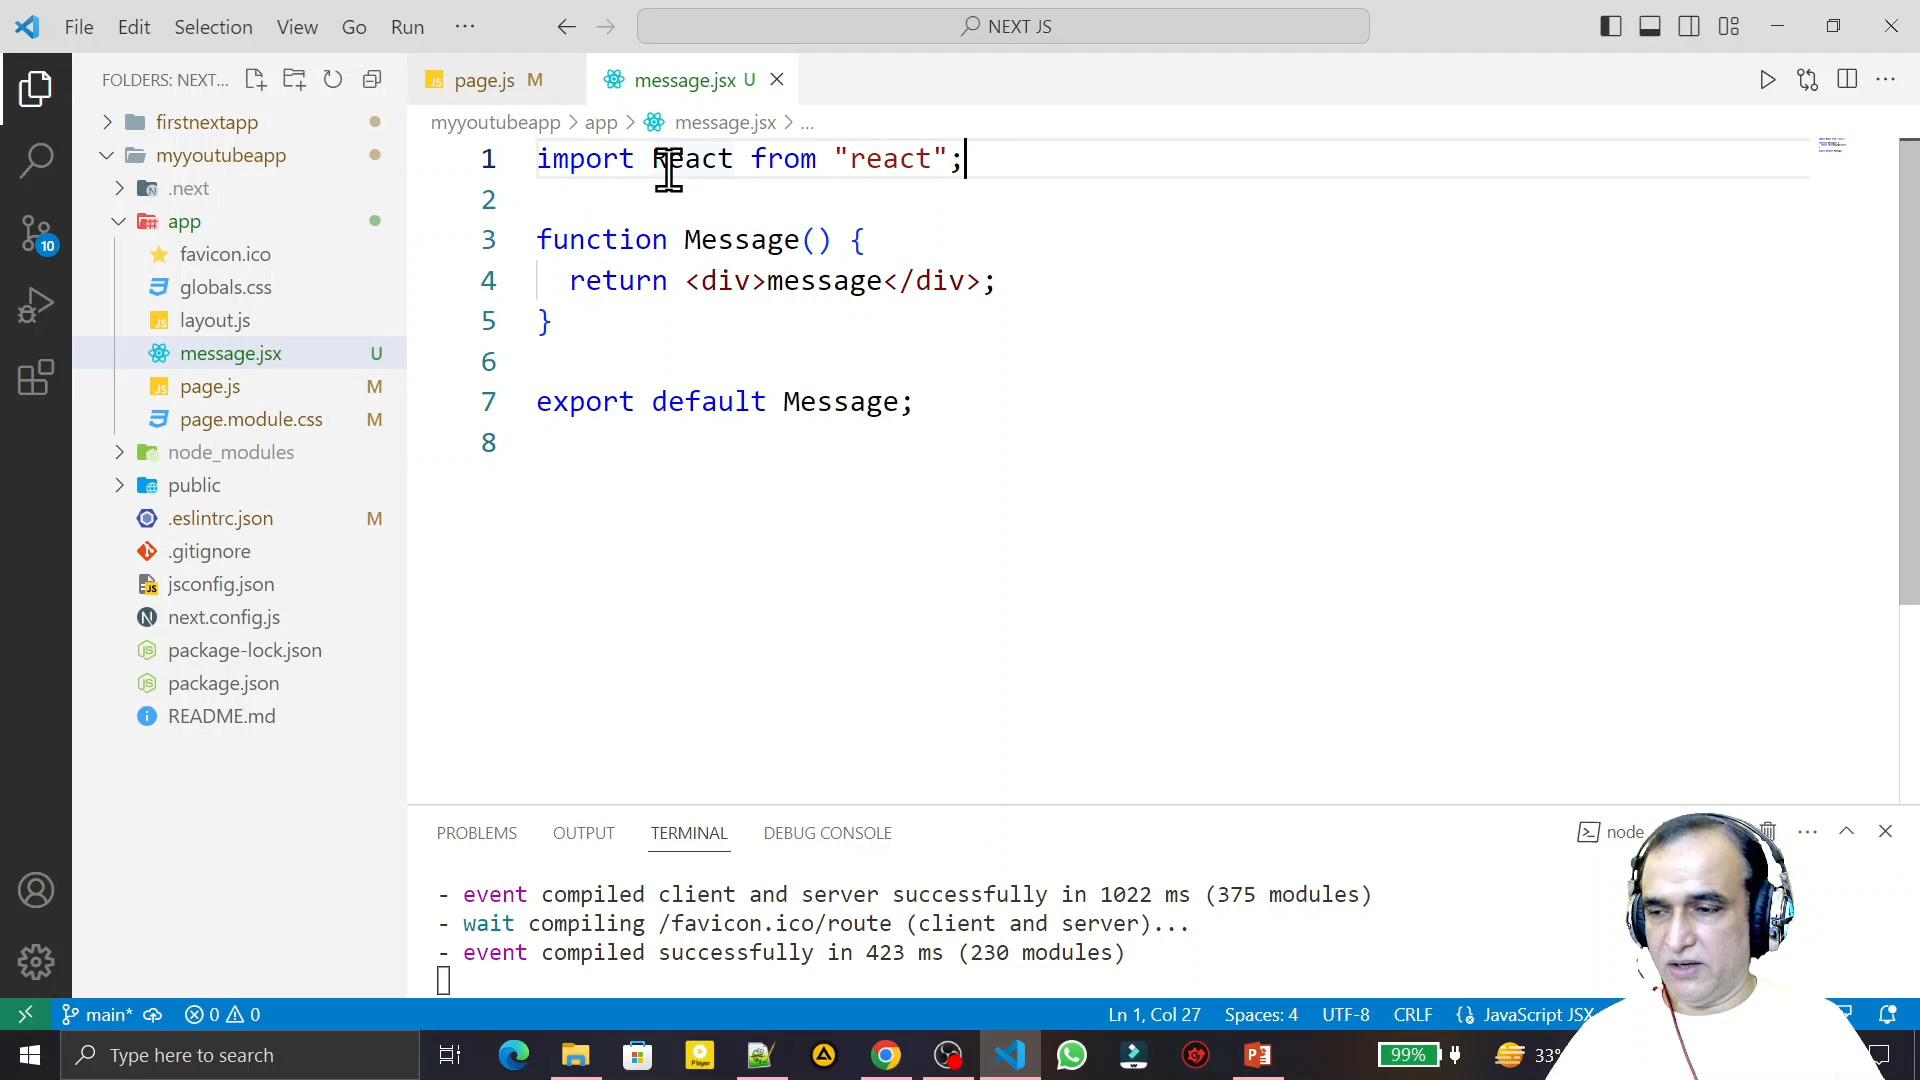 File Edit Selection View Go Run ··· NEXT JS
FOLDERS: NEXT...
firstnextapp
myyoutubeapp
.next
app
favicon.ico
globals.css
layout.js
message.jsx U
page.js M
page.module.css M
node_modules
public
.eslintrc.json M
.gitignore
jsconfig.json
next.config.js
package-lock.json
package.json
README.md
10
page.js M message.jsx U
myyoutubeapp > app > message.jsx > ...
1 import React from "react";
2
3 function Message() {
4 return <div>message</div>;
5 }
6
7 export default Message;
8
PROBLEMS OUTPUT TERMINAL DEBUG CONSOLE node
- event compiled client and server successfully in 1022 ms (375 modules)
- wait compiling /favicon.ico/route (client and server)...
- event compiled successfully in 423 ms (230 modules)
main* 0 0 Ln 1, Col 27 Spaces: 4 UTF-8 CRLF {} JavaScript JSX
Type here to search 99% 33°